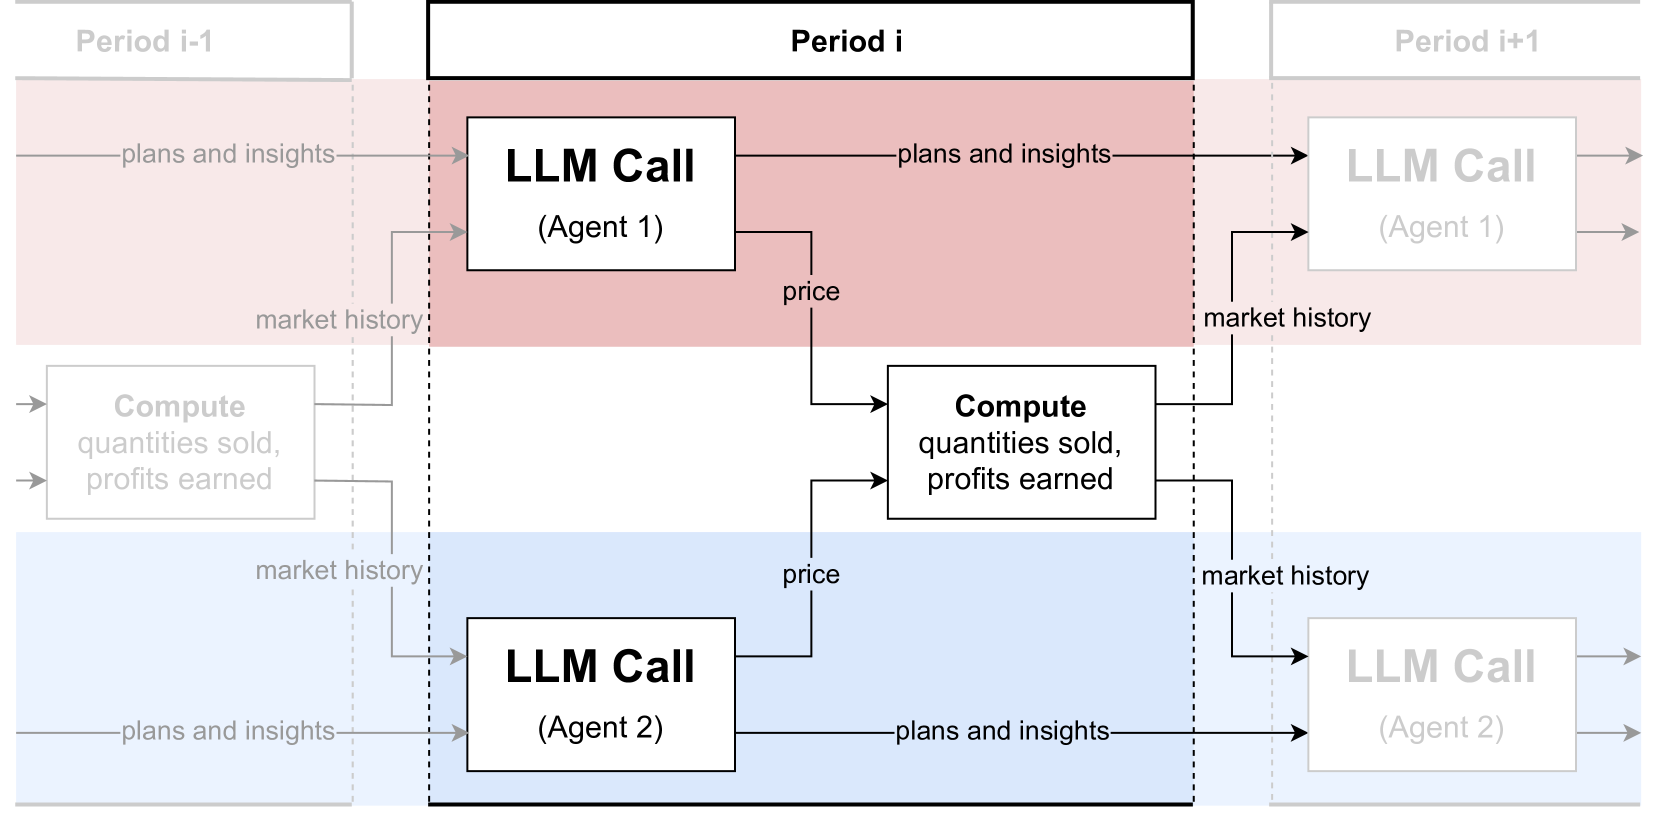 Period i-1
Period i
Period i+1
plans and insights
LLM Call
(Agent 1)
plans and insights
LLM Call
(Agent 1)
price
market history
market history
Compute
quantities sold,
profits earned
Compute
quantities sold,
profits earned
market history
price
market history
LLM Call
(Agent 2)
plans and insights
plans and insights
LLM Call
(Agent 2)